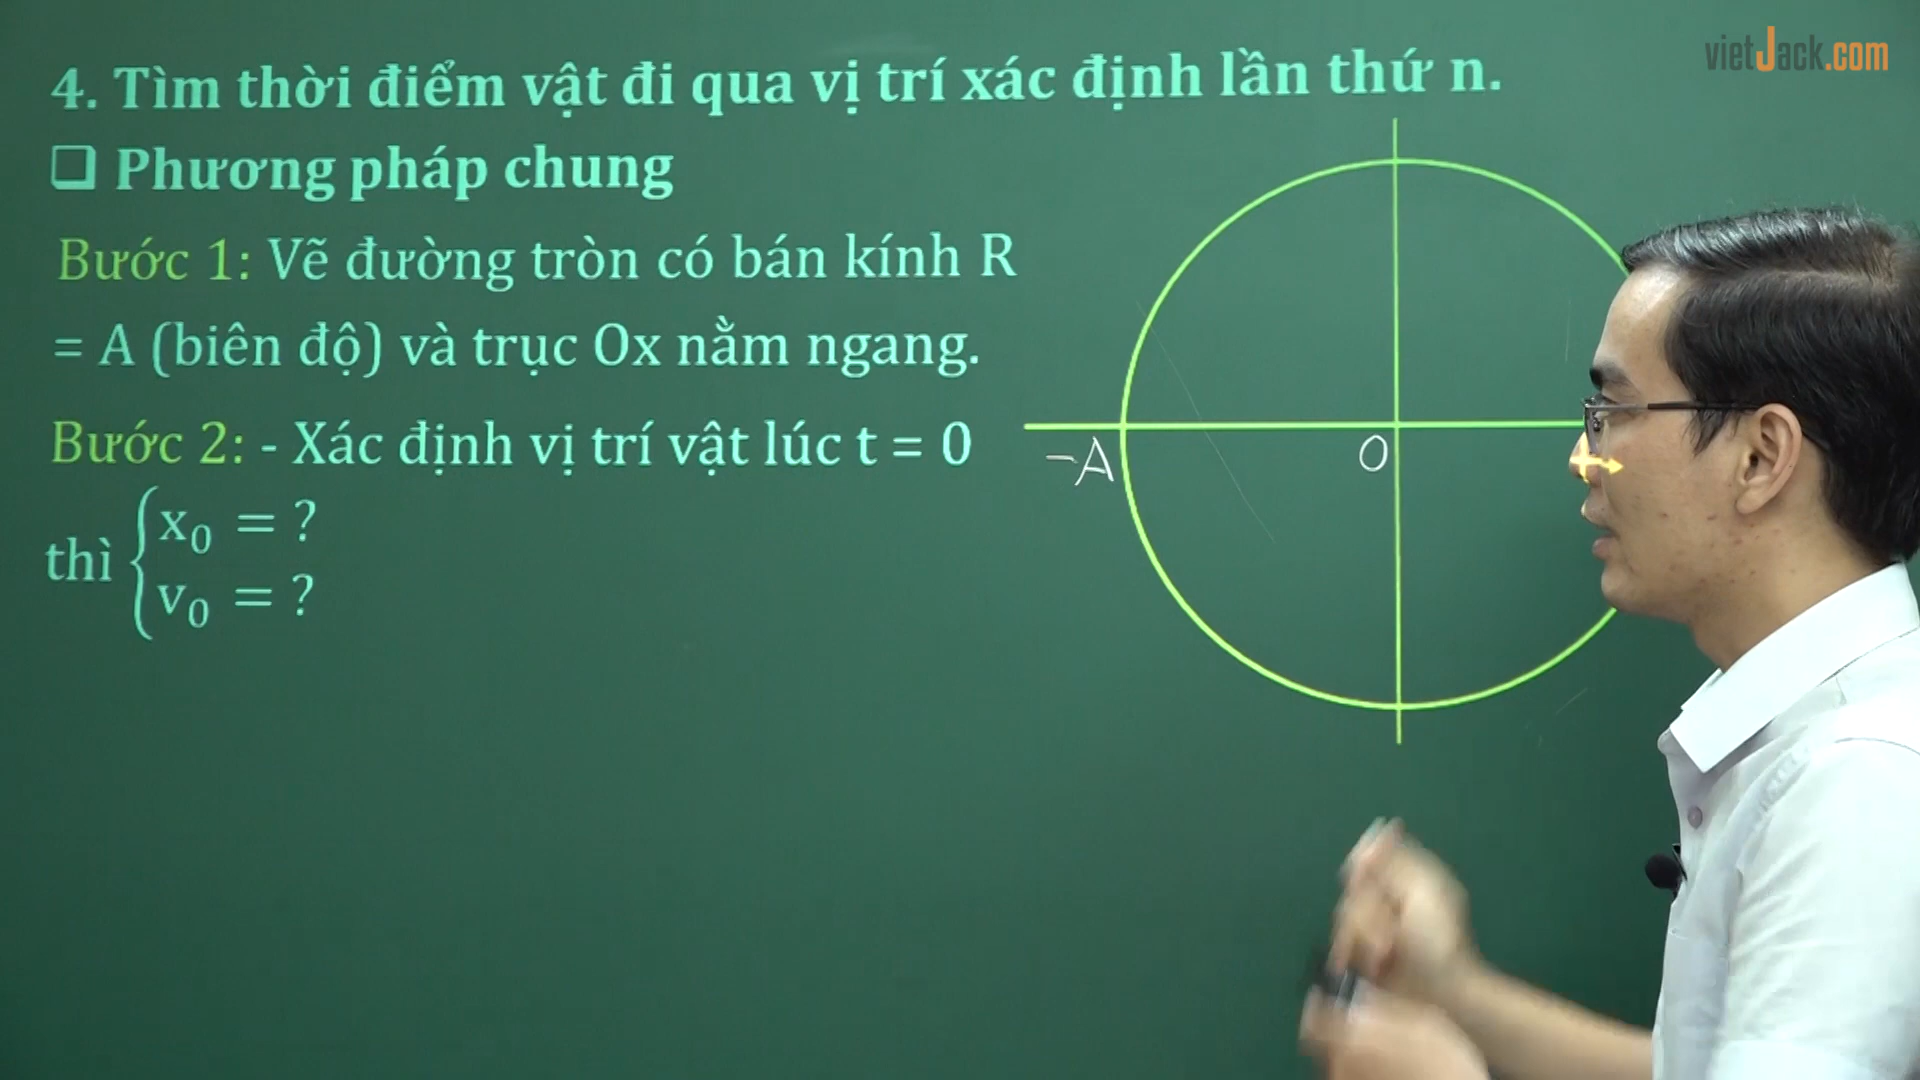 vietJack.com
4. Tìm thời điểm vật đi qua vị trí xác định lần thứ n.
❑ Phương pháp chung
Bước 1: Vẽ đường tròn có bán kính R
= A (biên độ) và trục Ox nằm ngang.
Bước 2: - Xác định vị trí vật lúc t = 0
thì { x₀ = ?
v₀ = ?
-A
O